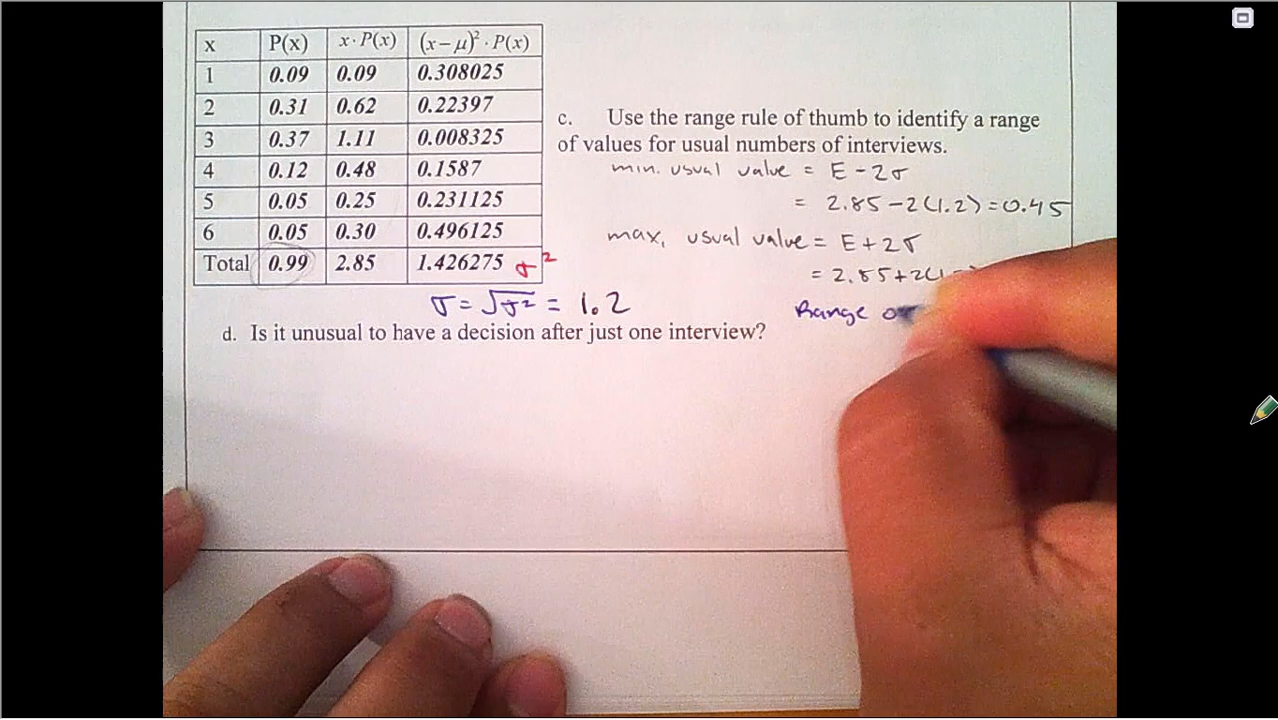 x P(x) x·P(x) (x−μ)²·P(x)
1 0.09 0.09 0.308025
2 0.31 0.62 0.22397
3 0.37 1.11 0.008325
4 0.12 0.48 0.1587
5 0.05 0.25 0.231125
6 0.05 0.30 0.496125
Total 0.99 2.85 1.426275 σ²
σ = √σ² = 1.2
c. Use the range rule of thumb to identify a range
of values for usual numbers of interviews.
min. usual value = E − 2σ
= 2.85 − 2(1.2) = 0.45
max. usual value = E + 2σ
= 2.85 + 2(1.
Range
d. Is it unusual to have a decision after just one interview?